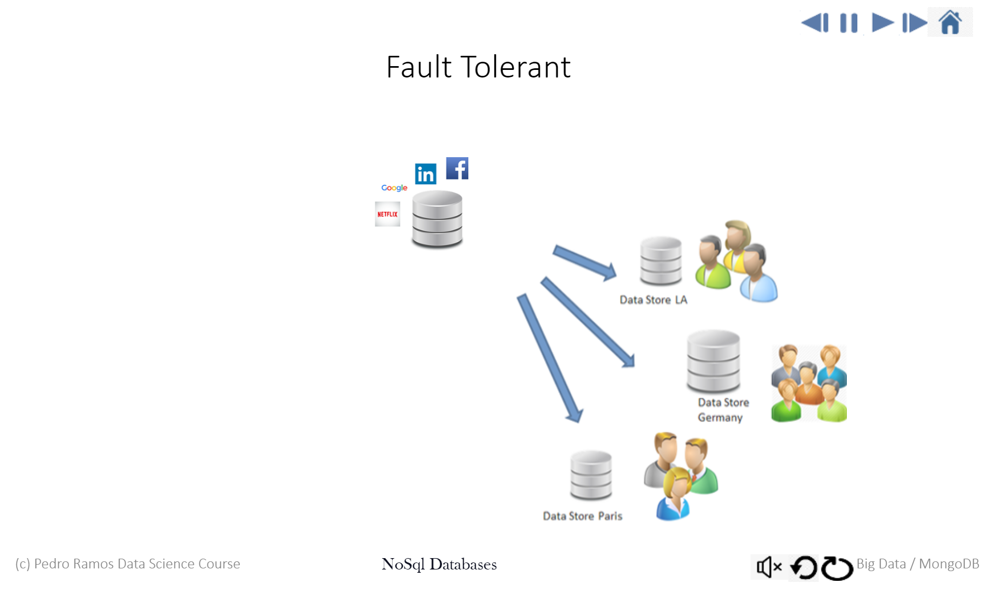 Fault Tolerant
in
f
Google
NETFLIX
Data Store LA
Data Store
Germany
Data Store Paris
(c) Pedro Ramos Data Science Course
NoSql Databases
Big Data / MongoDB